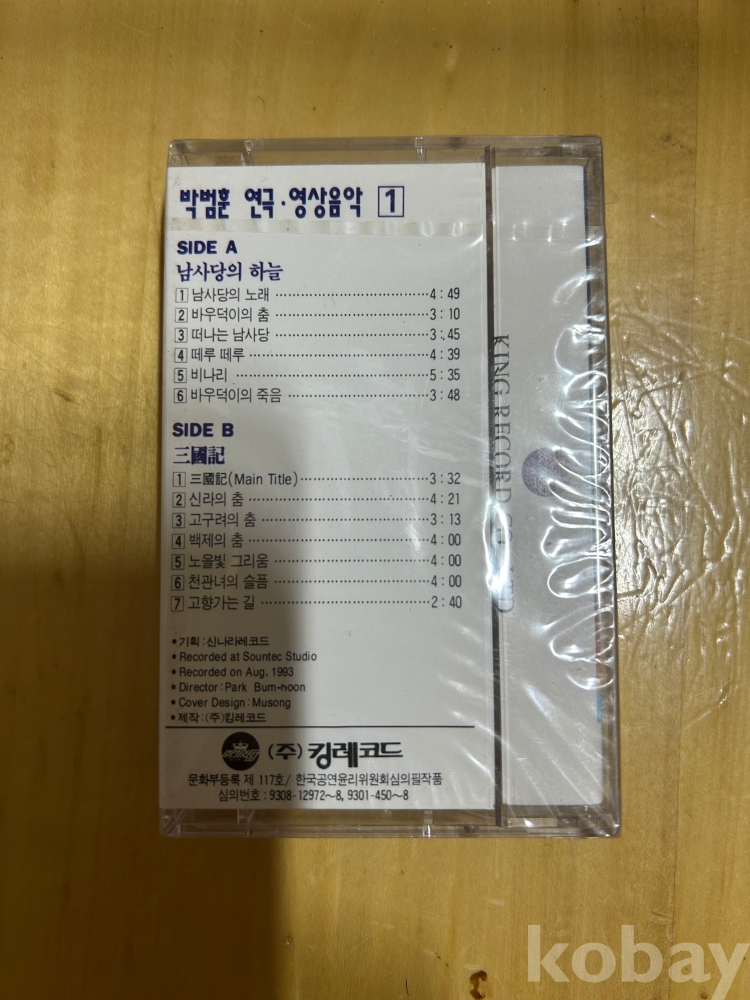 박범훈 연극·영상음악 1
SIDE A
남사당의 하늘
1 남사당의 노래 4:49
2 바우덕이의 춤 3:10
3 떠나는 남사당 3:45
4 떼루 떼루 4:39
5 비나리 5:35
6 바우덕이의 죽음 3:48
SIDE B
三國記
1 三國記(Main Title) 3:32
2 신라의 춤 4:21
3 고구려의 춤 3:13
4 백제의 춤 4:00
5 노을빛 그리움 4:00
6 천관녀의 슬픔 4:00
7 고향가는 길 2:40
• 기획:신나라레코드
• Recorded at Sountec Studio
• Recorded on Aug, 1993
• Director:Park Bum-hoon
• Cover Design:Musong
• 제작:(주)킹레코드
KING (주) 킹레코드
문화부등록 제 117호/ 한국공연윤리위원회심의필작품
심의번호:9308-12972~8, 9301-450~8
KING RECORD CO., LTD
kobay